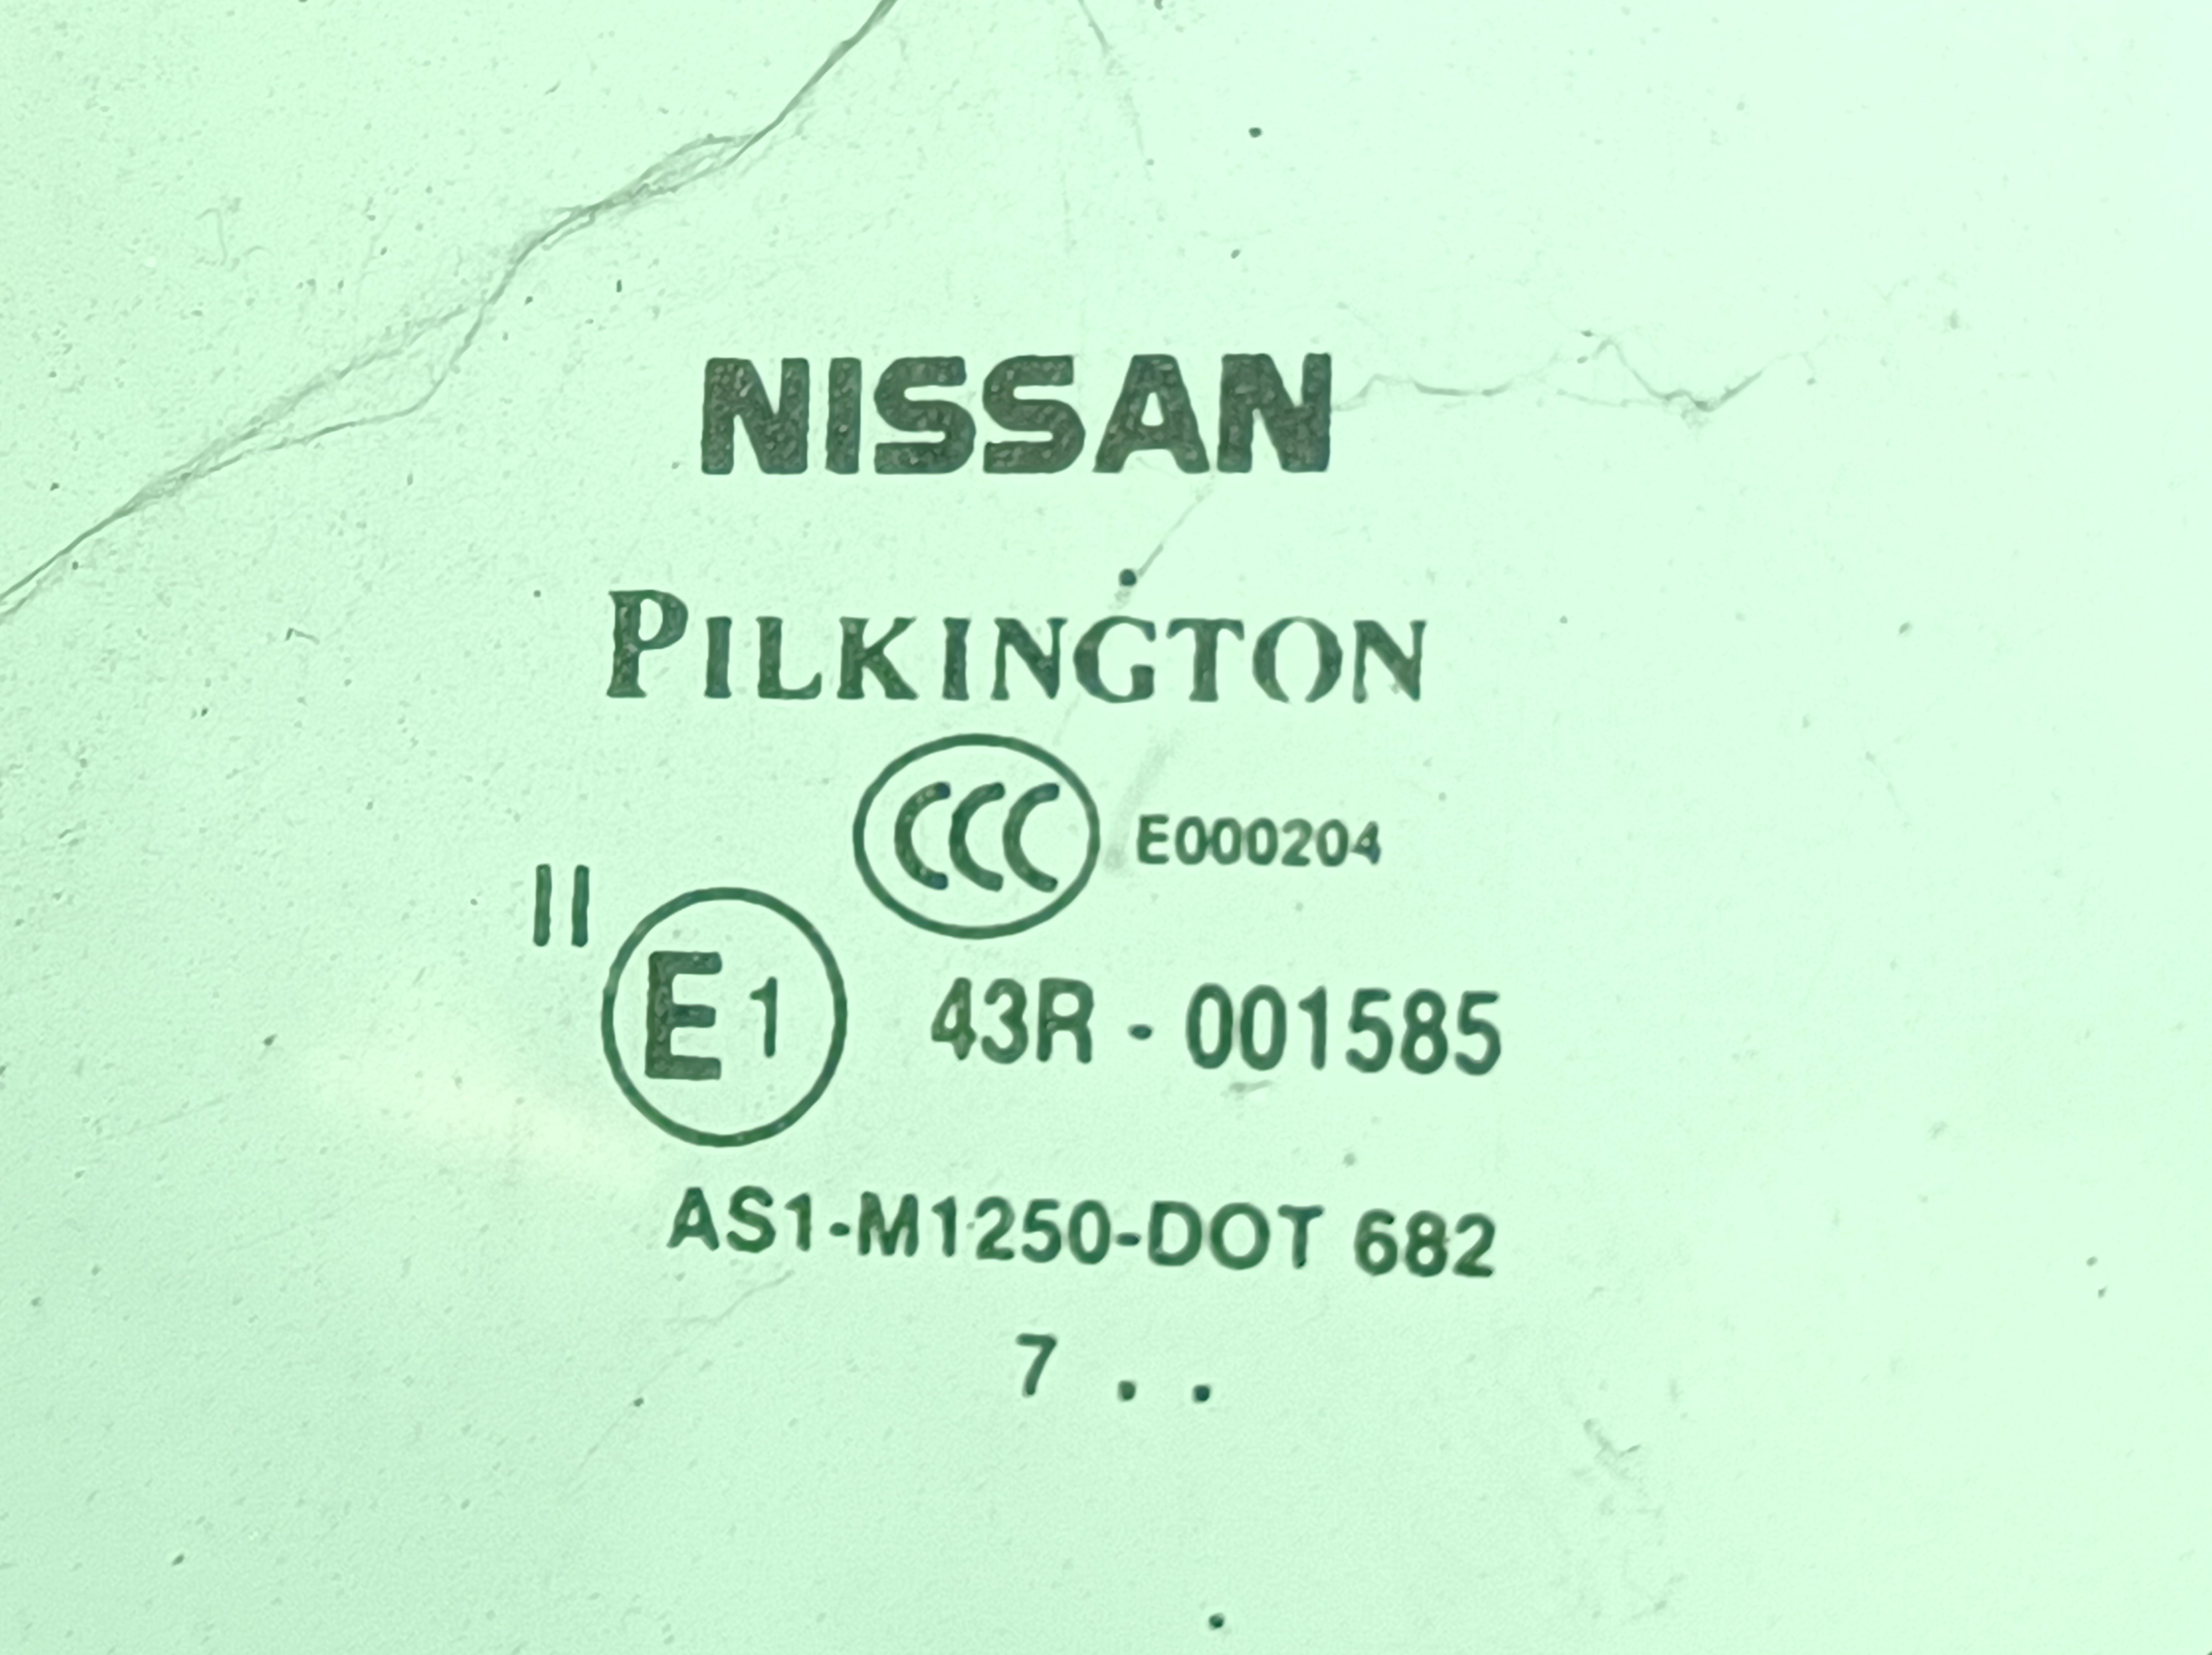 NISSAN
PILKINGTON
CCC E000204
II
E1 43R - 001585
AS1-M1250-DOT 682
7 . .